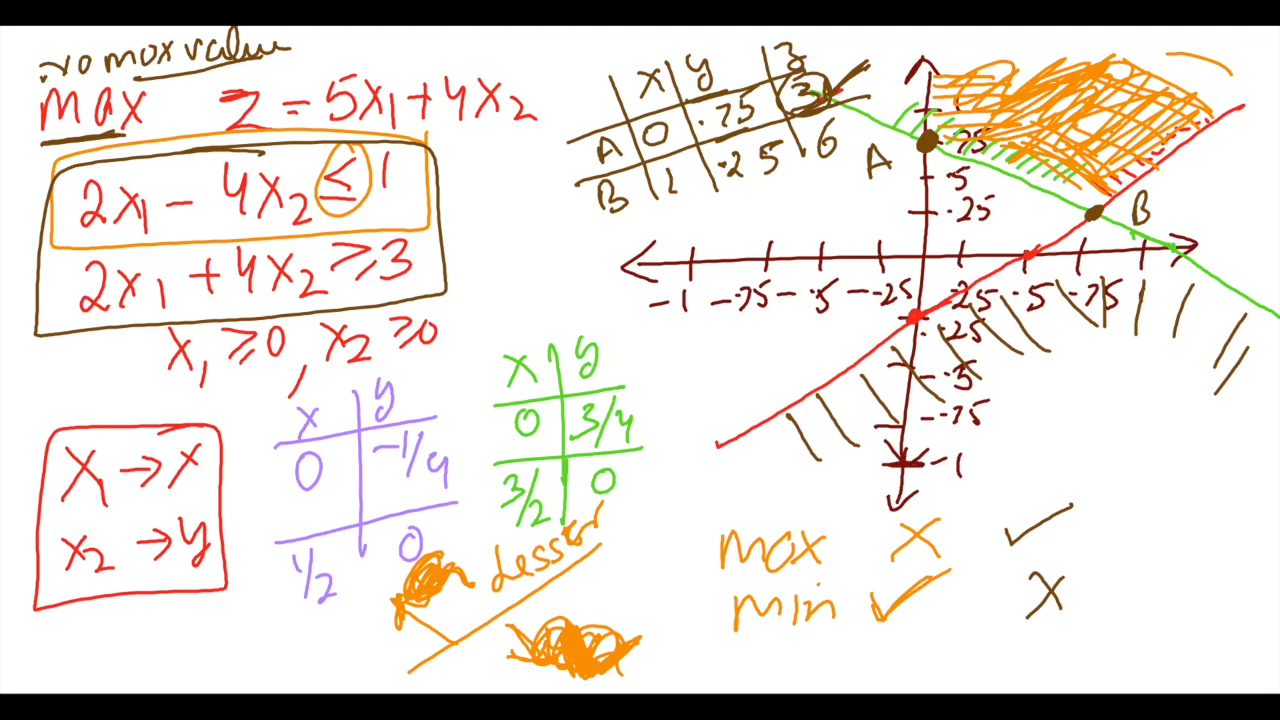 no max value
max Z = 5x₁ + 4x₂
2x₁ - 4x₂ ≤ 1
2x₁ + 4x₂ ≥ 3
x₁ ≥ 0, x₂ ≥ 0
x₁ → x
x₂ → y
x y
0 -1/4
1/2 0
x y
0 3/4
3/2 0
Lesser
x y z
A 0 .75 3
B 1 .25 6
A
B
.75
.5
.25
-1 -.75 -.5 -.25 .25 .5 .75
-.25
-.5
-.75
-1
max x ✓
min ✓ x